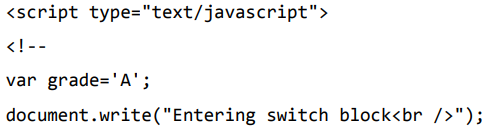 <script type="text/javascript">
<!--
var grade='A';
document.write("Entering switch block<br />");